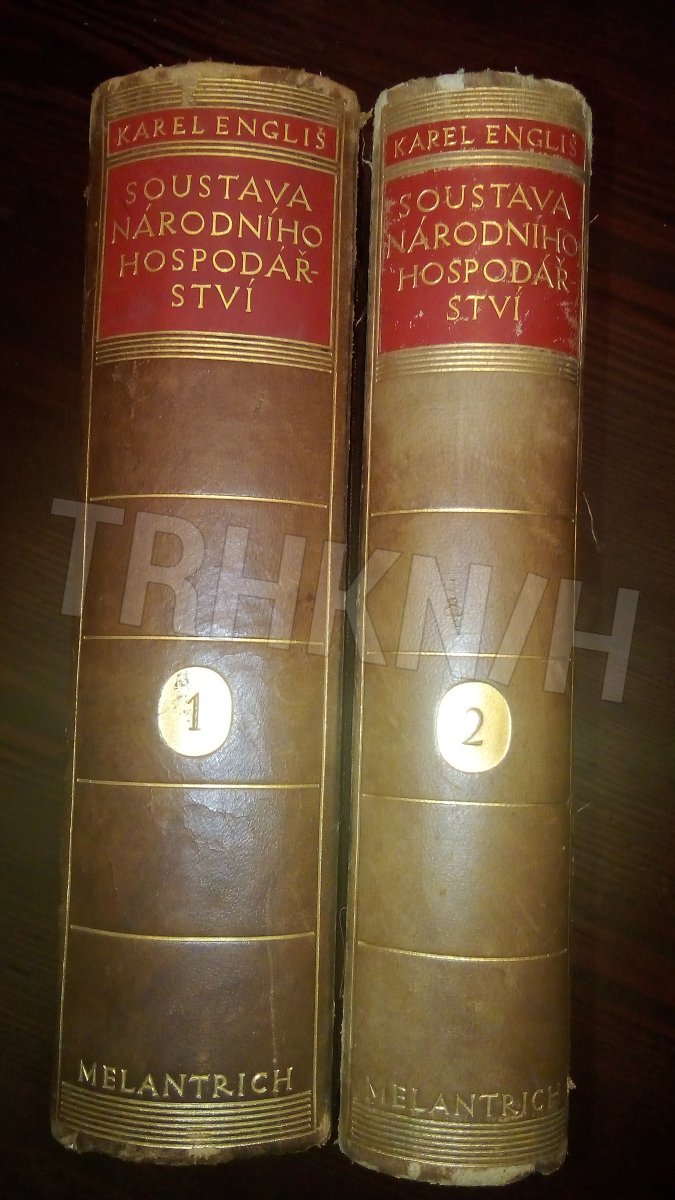 KAREL ENGLIŠ
SOUSTAVA
NÁRODNÍHO
HOSPODÁŘ-
STVÍ
1
MELANTRICH
KAREL ENGLIŠ
SOUSTAVA
NÁRODNÍHO
HOSPODÁŘ
STVÍ
2
MELANTRICH
TRHKNIH